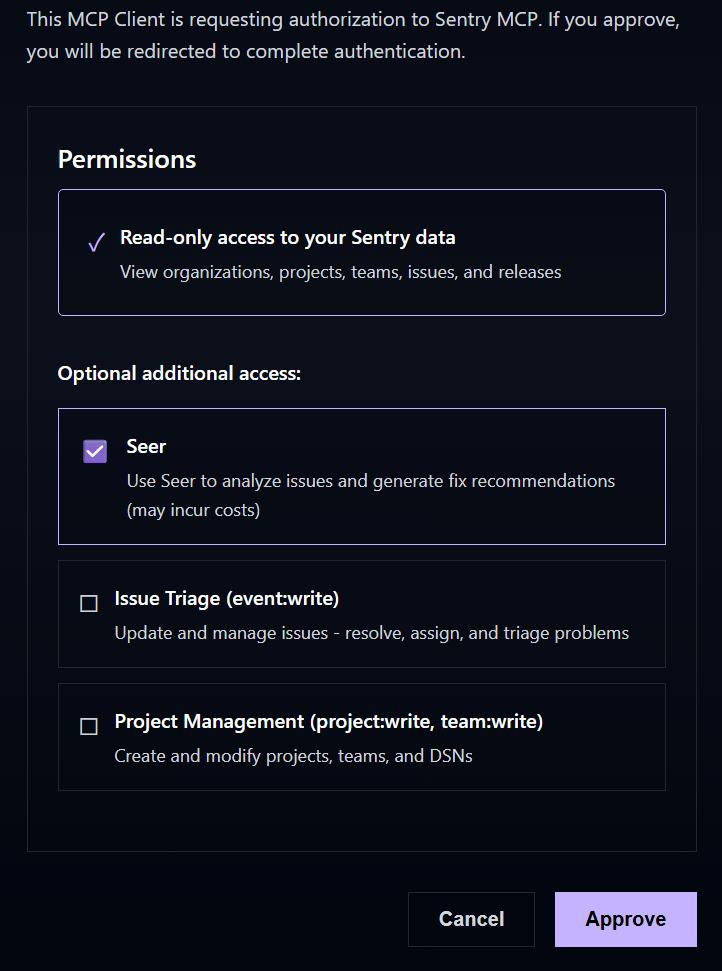 This MCP Client is requesting authorization to Sentry MCP. If you approve,
you will be redirected to complete authentication.
Permissions
Read-only access to your Sentry data
View organizations, projects, teams, issues, and releases
Optional additional access:
Seer
Use Seer to analyze issues and generate fix recommendations
(may incur costs)
Issue Triage (event:write)
Update and manage issues - resolve, assign, and triage problems
Project Management (project:write, team:write)
Create and modify projects, teams, and DSNs
Cancel
Approve